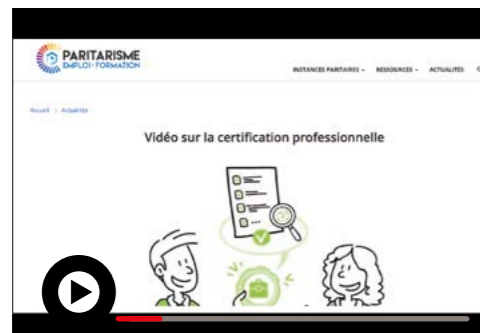 PARITARISME
EMPLOI-FORMATION
INSTANCES PARITAIRES RESSOURCES ACTUALITÉS
Accueil > Actualités
Vidéo sur la certification professionnelle